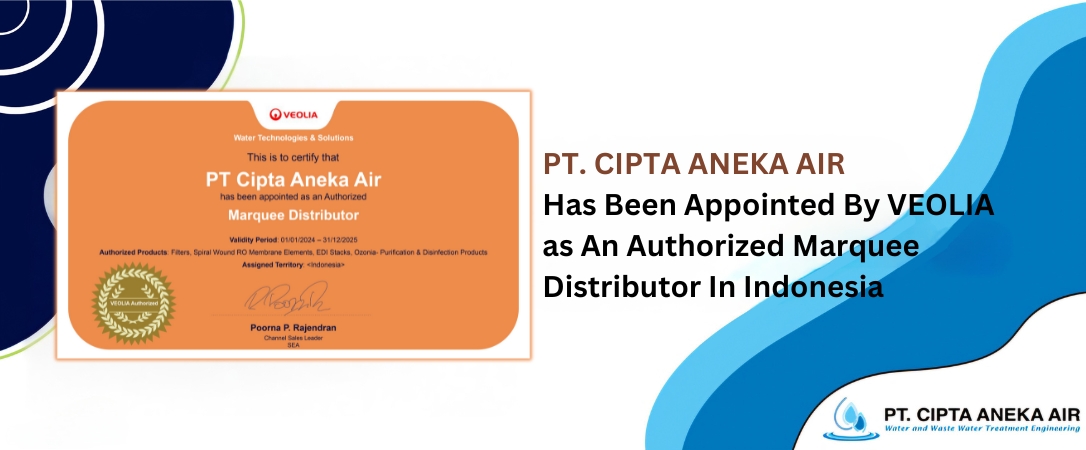 VEOLIA
Water Technologies & Solutions
This is to certify that
PT Cipta Aneka Air
has been appointed as an Authorized
Marquee Distributor
Validity Period: 01/01/2024 – 31/12/2025
Authorized Products: Filters, Spiral Wound RO Membrane Elements, EDI Stacks, Ozonia- Purification & Disinfection Products
Assigned Territory: <Indonesia>
VEOLIA Authorized
Poorna P. Rajendran
Channel Sales Leader
SEA
PT. CIPTA ANEKA AIR
Has Been Appointed By VEOLIA
as An Authorized Marquee
Distributor In Indonesia
PT. CIPTA ANEKA AIR
Water and Waste Water Treatment Engineering